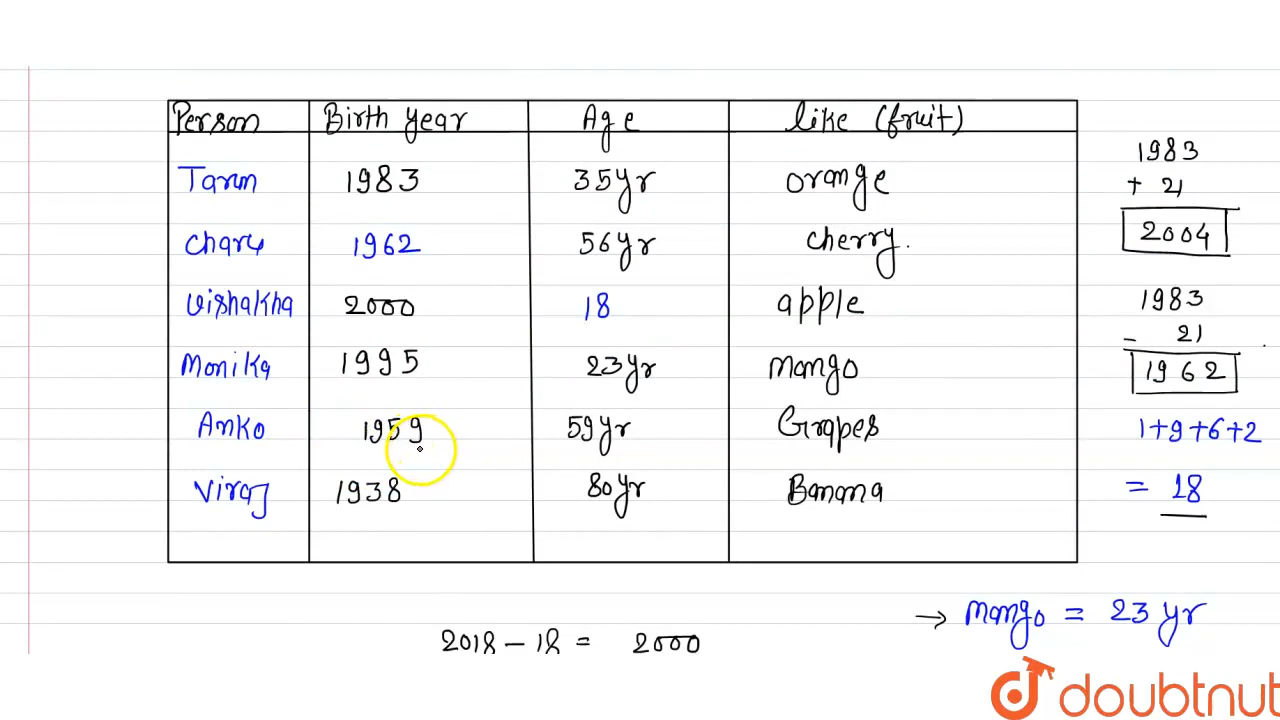 Person Birth year Age like (fruit)
Tarun 1983 35yr orange
Charu 1962 56yr cherry.
Vishakha 2000 18 apple
Monika 1995 23yr mango
Anko 1959 59yr Grapes
Viraj 1938 80yr Banana
1983
+ 21
2004
1983
- 21
1962
1+9+6+2
= 18
→ mango = 23 yr
2018 - 18 = 2000
doubtnut